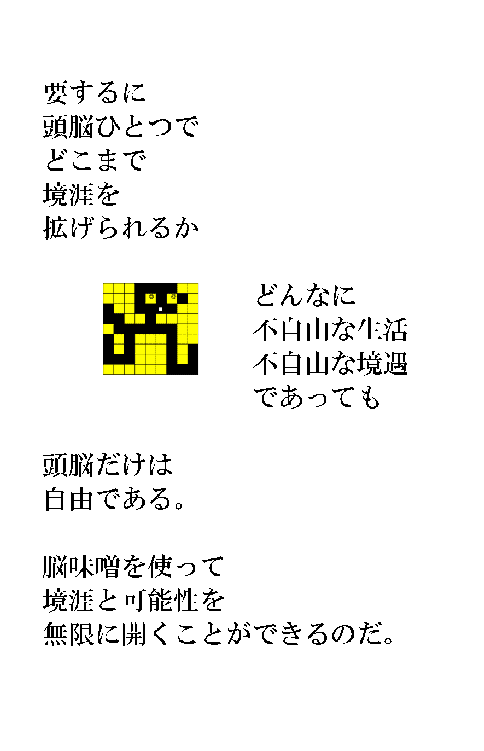 要するに
頭脳ひとつで
どこまで
境涯を
拡げられるか
どんなに
不自由な生活
不自由な境遇
であっても
頭脳だけは
自由である。
脳味噌を使って
境涯と可能性を
無限に開くことができるのだ。